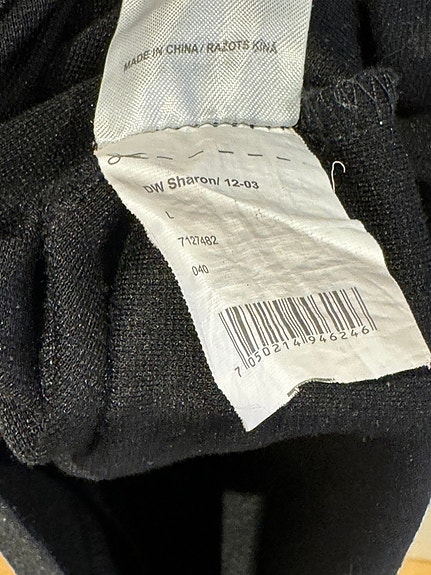 MADE IN CHINA / RAŽOTS ĶĪNĀ
DW Sharon/ 12-03
L
7127482
040
7 050214 946246